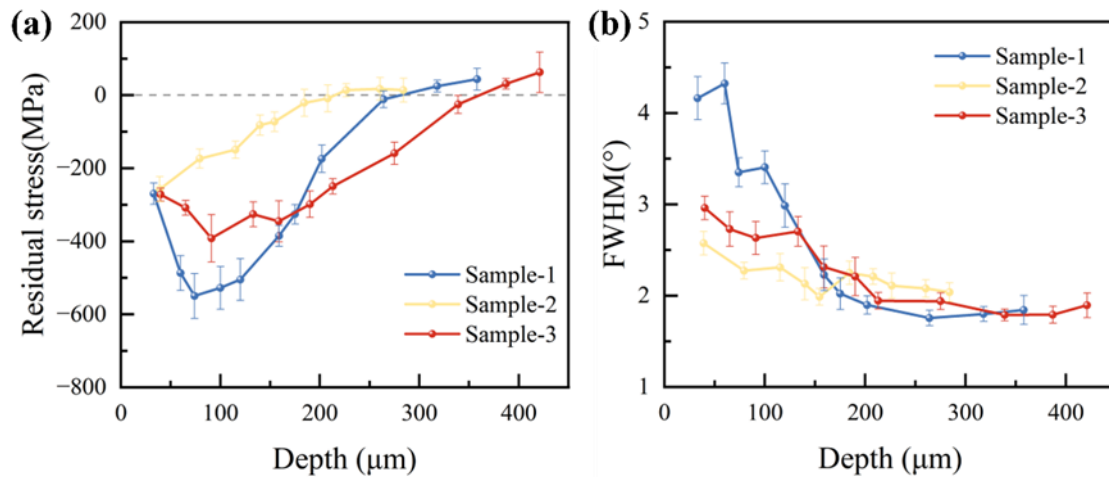 (a)
Residual stress(MPa)
200
0
−200
−400
−600
−800
0
100
200
300
400
Depth (μm)
Sample-1
Sample-2
Sample-3
(b)
FWHM(°)
5
4
3
2
1
0
100
200
300
400
Depth (μm)
Sample-1
Sample-2
Sample-3